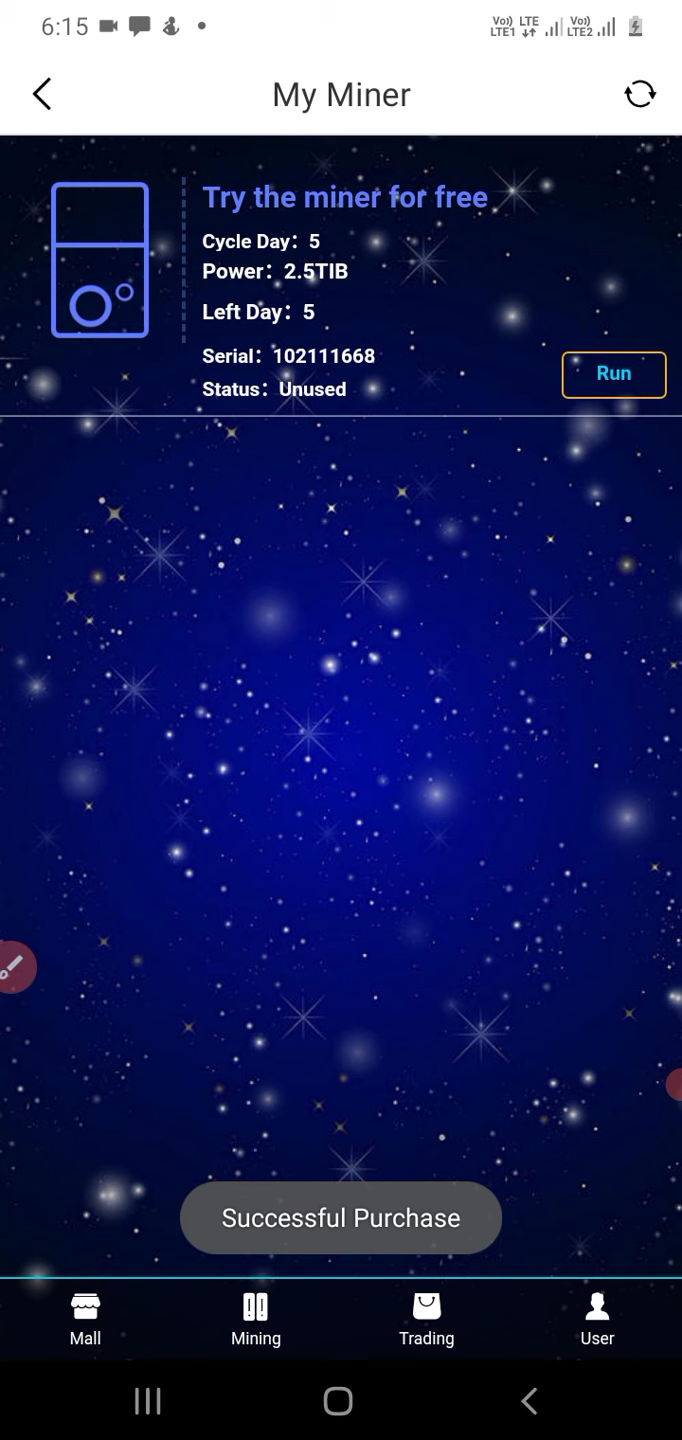 6:15
Vo) LTE Vo)
LTE1 LTE2
My Miner
Try the miner for free
Cycle Day: 5
Power: 2.5TIB
Left Day: 5
Serial: 102111668
Run
Status: Unused
Successful Purchase
Mall Mining Trading User